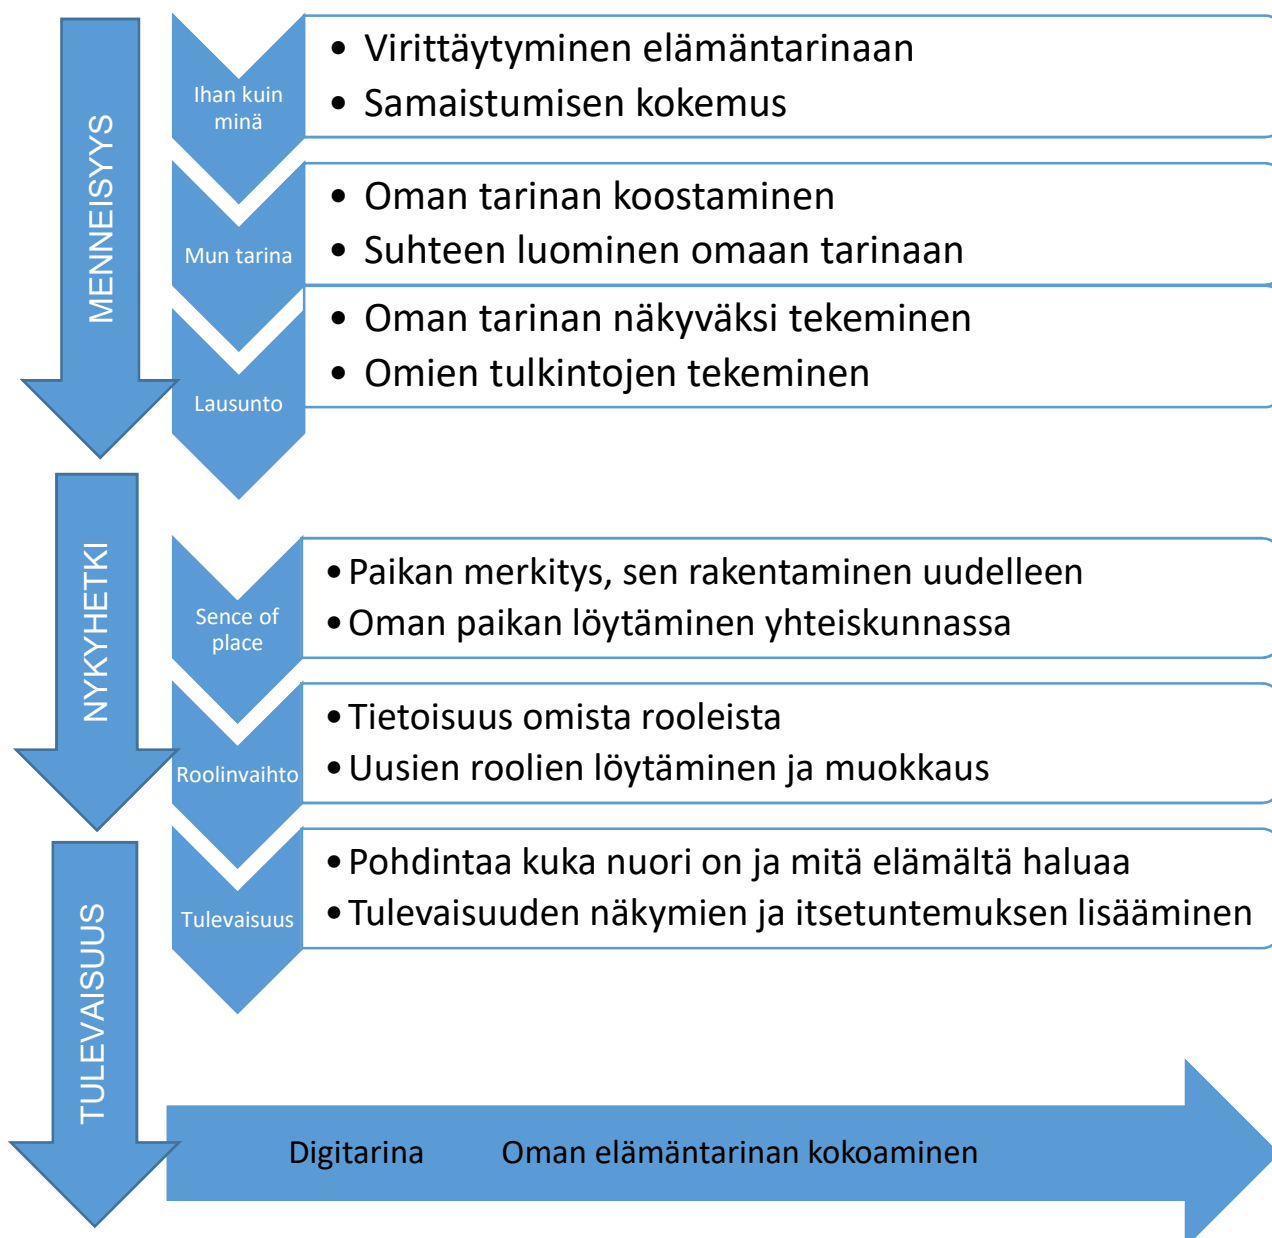 MENNEISYYS
Ihan kuin
minä
• Virittäytyminen elämäntarinaan
• Samaistumisen kokemus
Mun tarina
• Oman tarinan koostaminen
• Suhteen luominen omaan tarinaan
Lausunto
• Oman tarinan näkyväksi tekeminen
• Omien tulkintojen tekeminen
NYKYHETKI
Sence of
place
• Paikan merkitys, sen rakentaminen uudelleen
• Oman paikan löytäminen yhteiskunnassa
Roolinvaihto
• Tietoisuus omista rooleista
• Uusien roolien löytäminen ja muokkaus
TULEVAISUUS
Tulevaisuus
• Pohdintaa kuka nuori on ja mitä elämältä haluaa
• Tulevaisuuden näkymien ja itsetuntemuksen lisääminen
Digitarina Oman elämäntarinan kokoaminen